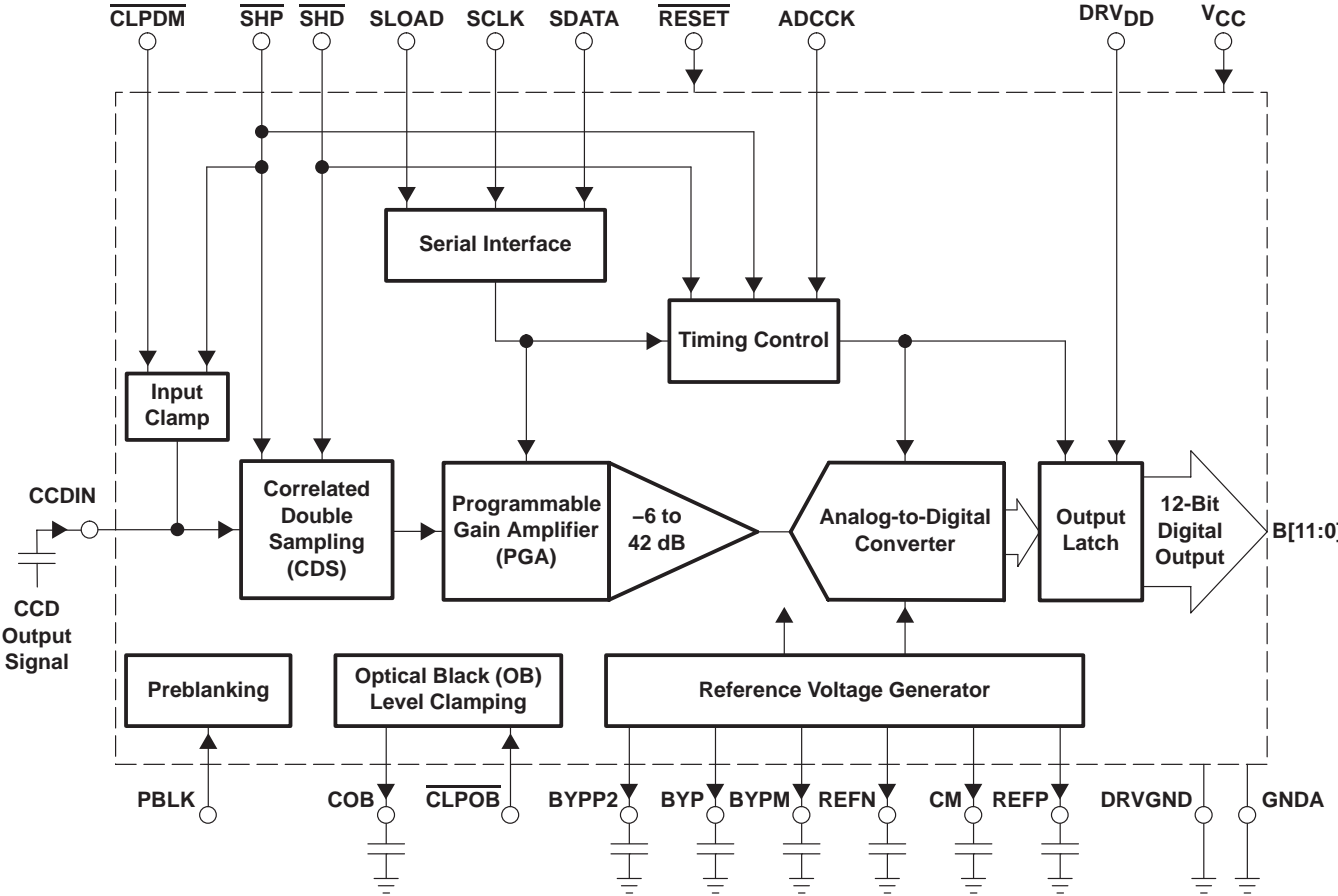 CLPDM SHP SHD SLOAD SCLK SDATA RESET ADCCK DRVDD VCC
Serial Interface
Timing Control
Input
Clamp
CCDIN
Correlated
Double
Sampling
(CDS)
Programmable
Gain Amplifier
(PGA)
–6 to
42 dB
Analog-to-Digital
Converter
Output
Latch
12-Bit
Digital
Output
B[11:0]
CCD
Output
Signal
Preblanking
Optical Black (OB)
Level Clamping
Reference Voltage Generator
PBLK COB CLPOB BYPP2 BYP BYPM REFN CM REFP DRVGND GNDA